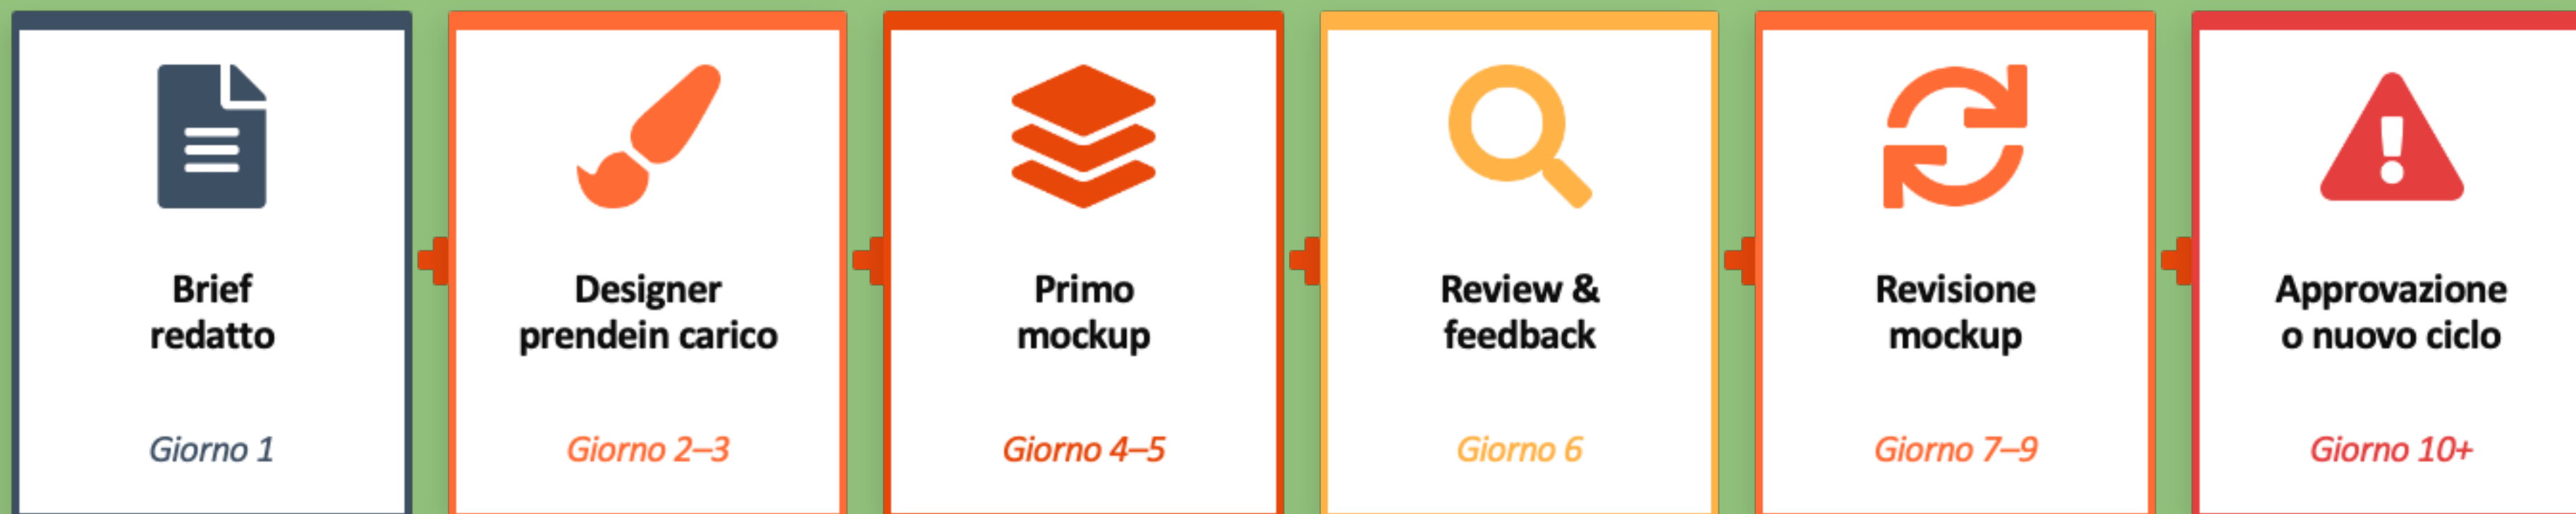 Brief
redatto
Giorno 1
Designer
prendein carico
Giorno 2–3
Primo
mockup
Giorno 4–5
Review &
feedback
Giorno 6
Revisione
mockup
Giorno 7–9
Approvazione
o nuovo ciclo
Giorno 10+